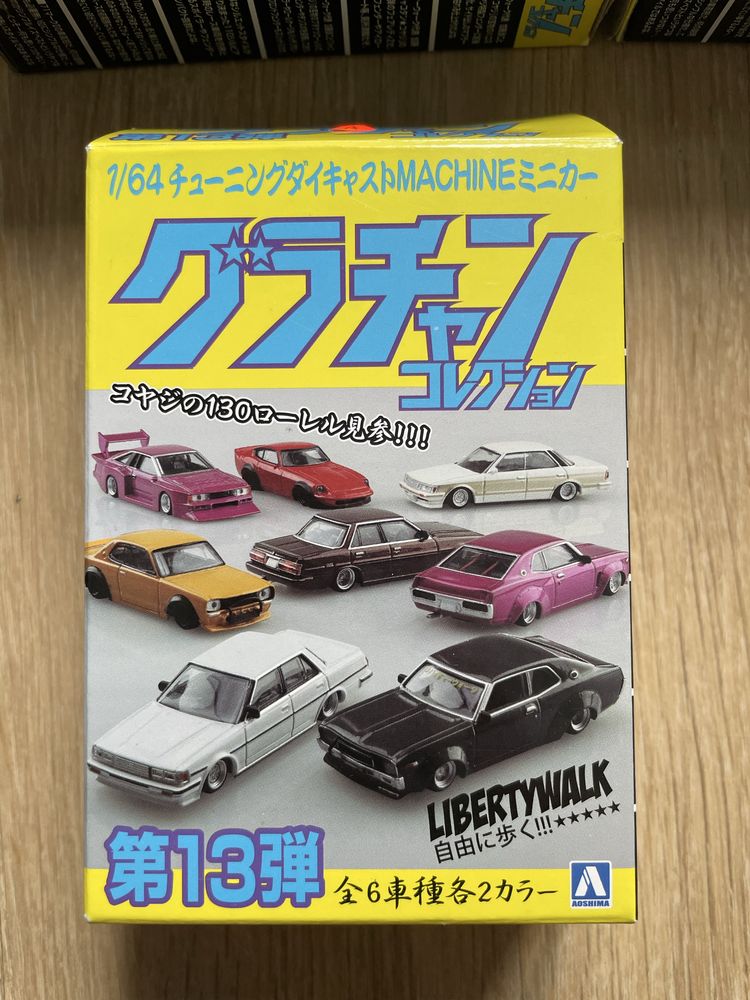 1/64 チューニングダイキャストMACHINEミニカー
グラチャン
コレクション
コヤジの130ローレル見参!!!
LIBERTYWALK
自由に歩く!!!★★★★★
第13弾
全6車種各2カラー
AOSHIMA